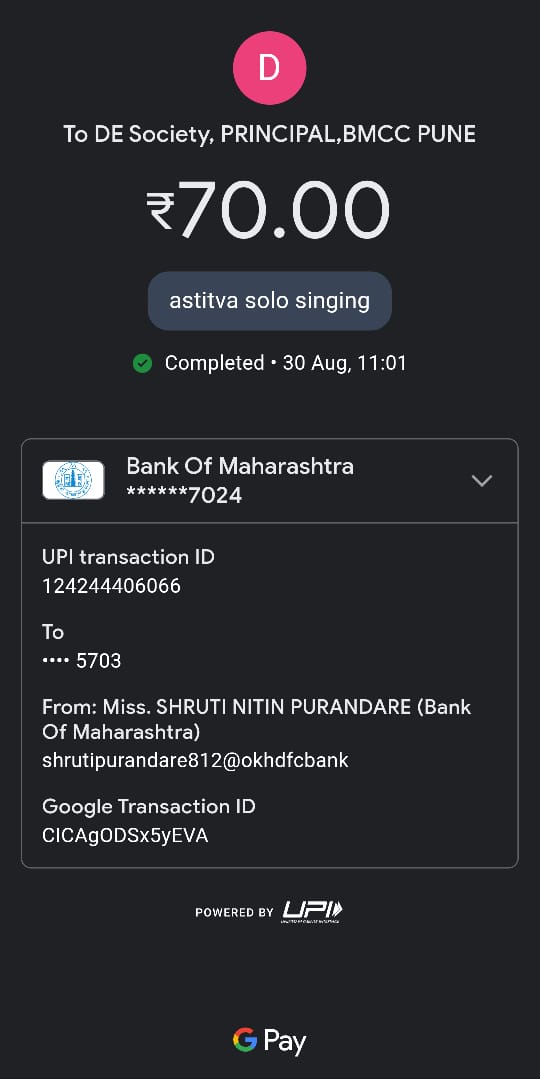 D
To DE Society, PRINCIPAL,BMCC PUNE
₹70.00
astitva solo singing
Completed • 30 Aug, 11:01
Bank Of Maharashtra
******7024
UPI transaction ID
124244406066
To
•••• 5703
From: Miss. SHRUTI NITIN PURANDARE (Bank
Of Maharashtra)
shrutipurandare812@okhdfcbank
Google Transaction ID
CICAgODSx5yEVA
POWERED BY UPI
G Pay